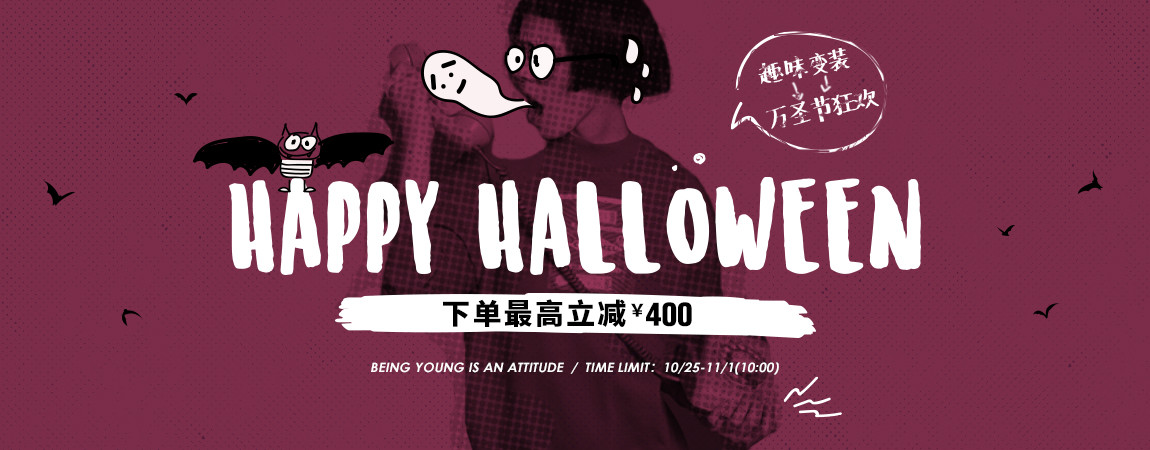 趣味变装
万圣节狂欢
HAPPY HALLOWEEN
下单最高立减¥400
BEING YOUNG IS AN ATTITUDE / TIME LIMIT：10/25-11/1(10:00)